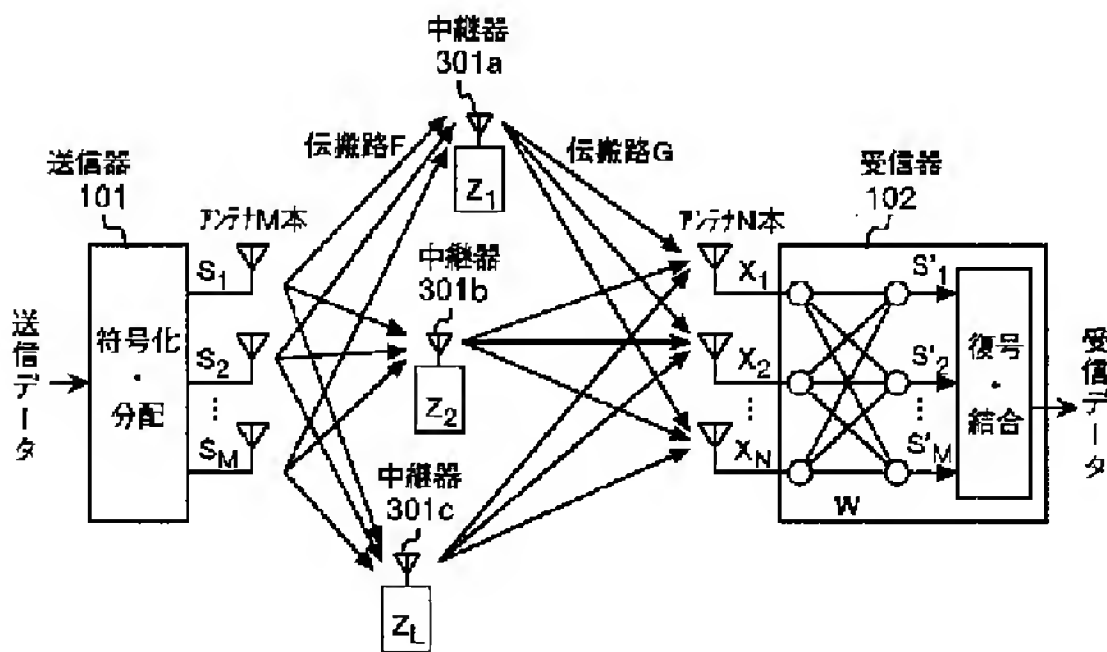 中継器
301a
伝搬路F
伝搬路G
Z1
送信器
101
受信器
102
アンテナM本
アンテナN本
中継器
301b
Z2
S1
S2
⋮
SM
符号化
・
分配
送信データ
X1
X2
⋮
XN
S'1
S'2
⋮
S'M
W
復号
・
結合
受信データ
中継器
301c
ZL